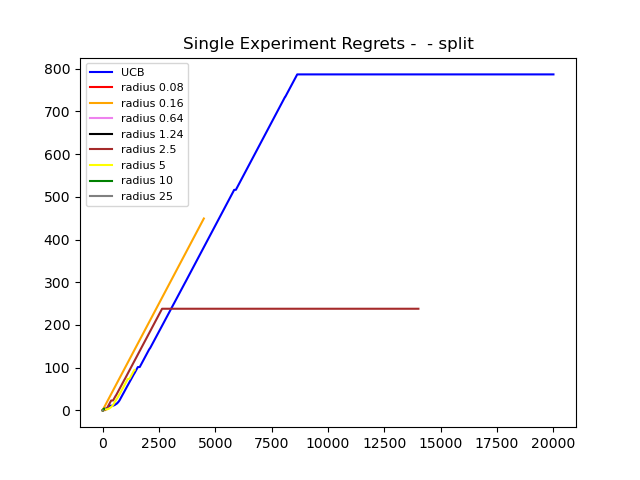 Single Experiment Regrets -  - split
UCB
radius 0.08
radius 0.16
radius 0.64
radius 1.24
radius 2.5
radius 5
radius 10
radius 25
800
700
600
500
400
300
200
100
0
0 2500 5000 7500 10000 12500 15000 17500 20000